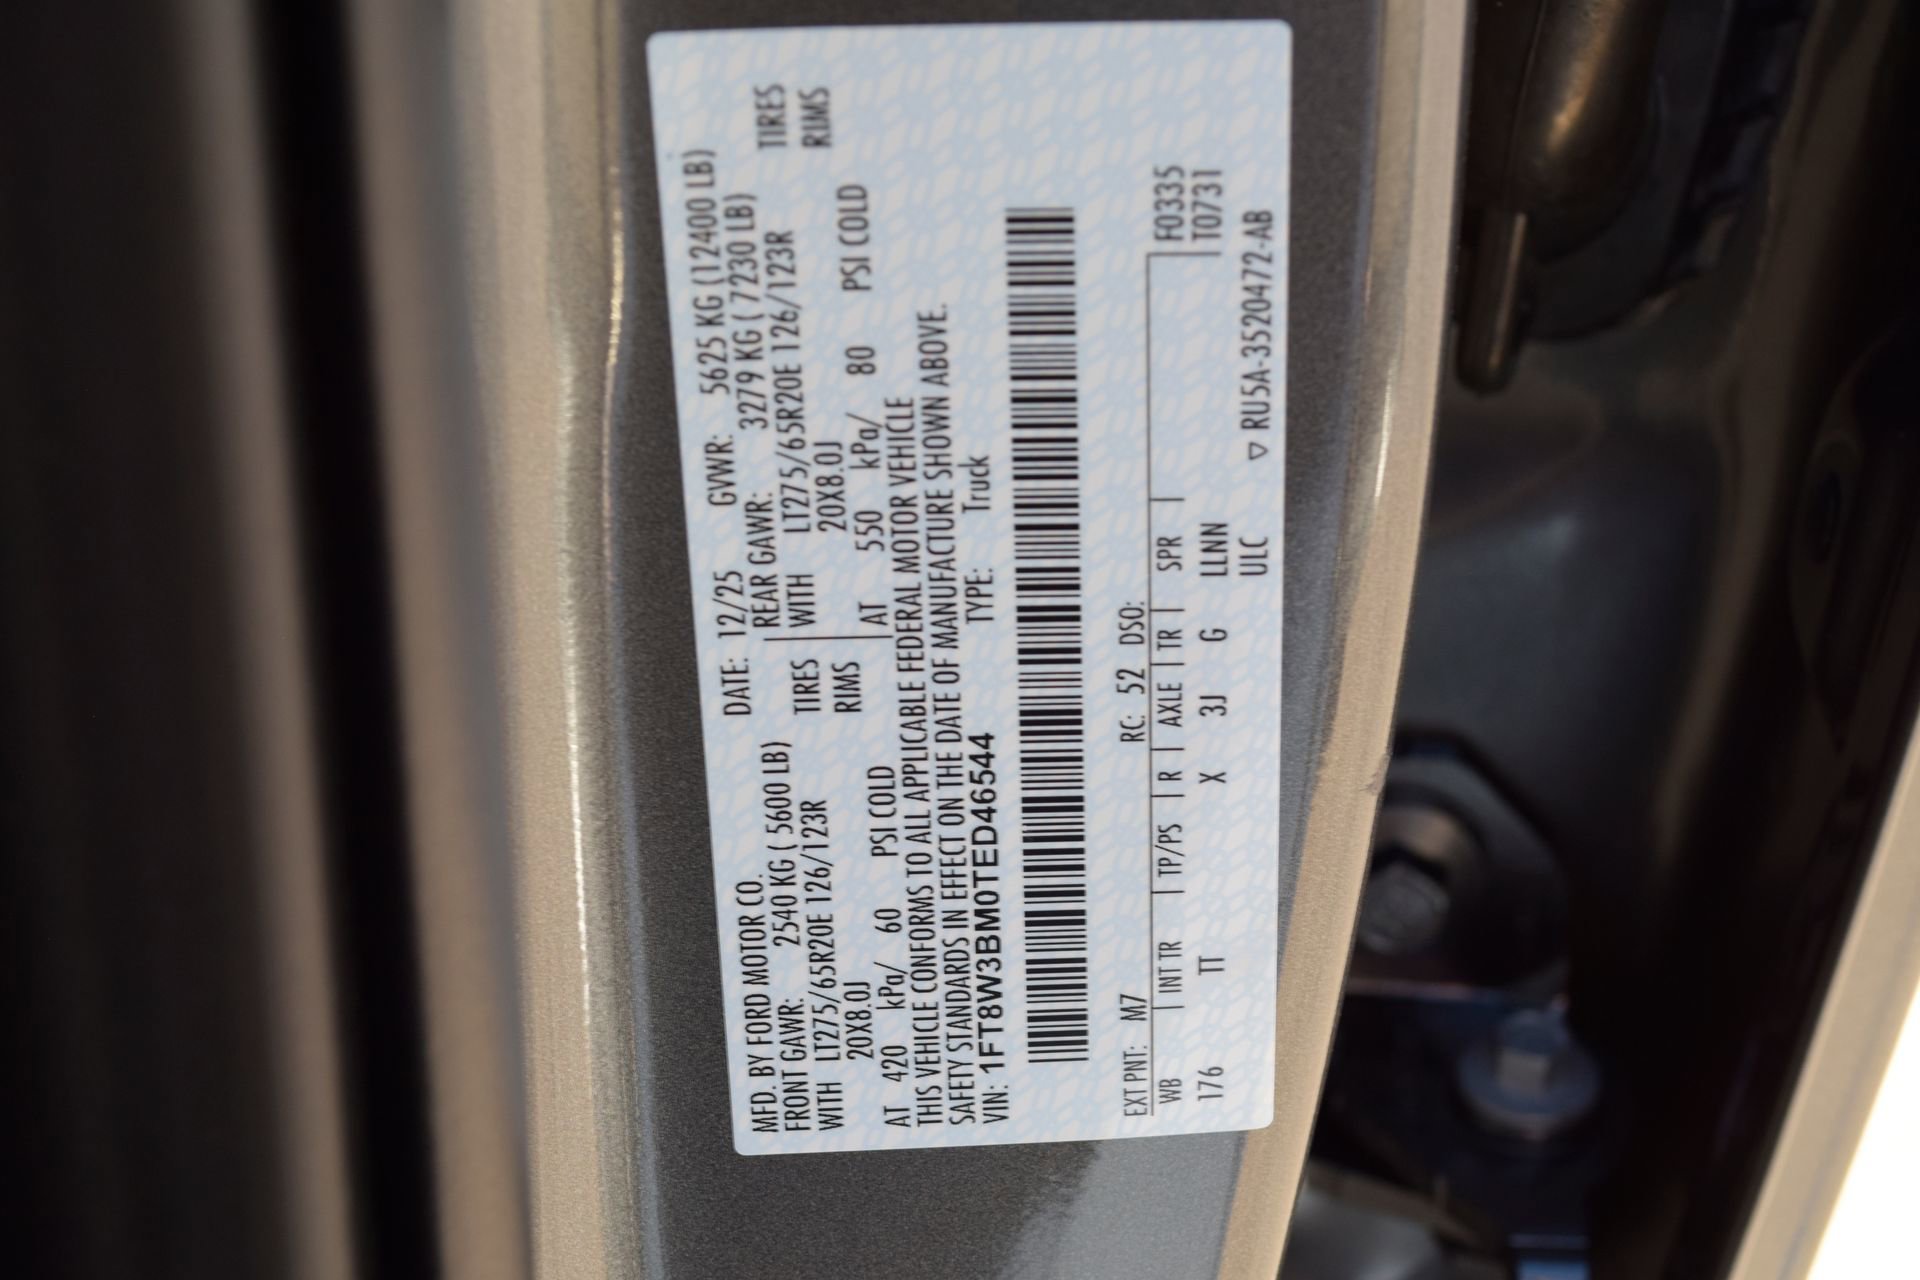 MFD. BY FORD MOTOR CO. DATE: 12/25 GVWR: 5625 KG (12400 LB)
FRONT GAWR: 2540 KG ( 5600 LB) REAR GAWR: 3279 KG ( 7230 LB)
WITH LT275/65R20E 126/123R TIRES WITH LT275/65R20E 126/123R TIRES
20X8.0J RIMS 20X8.0J RIMS
AT 420 kPa/ 60 PSI COLD AT 550 kPa/ 80 PSI COLD
THIS VEHICLE CONFORMS TO ALL APPLICABLE FEDERAL MOTOR VEHICLE
SAFETY STANDARDS IN EFFECT ON THE DATE OF MANUFACTURE SHOWN ABOVE.
VIN: 1FT8W3BM0TED46544 TYPE: Truck
EXT PNT: M7 RC: 52 DSO:
WB | INT TR | TP/PS | R | AXLE | TR | SPR | F0335
176 TT X 3J G LLNN T0731
ULC ▽ RU5A-3520472-AB